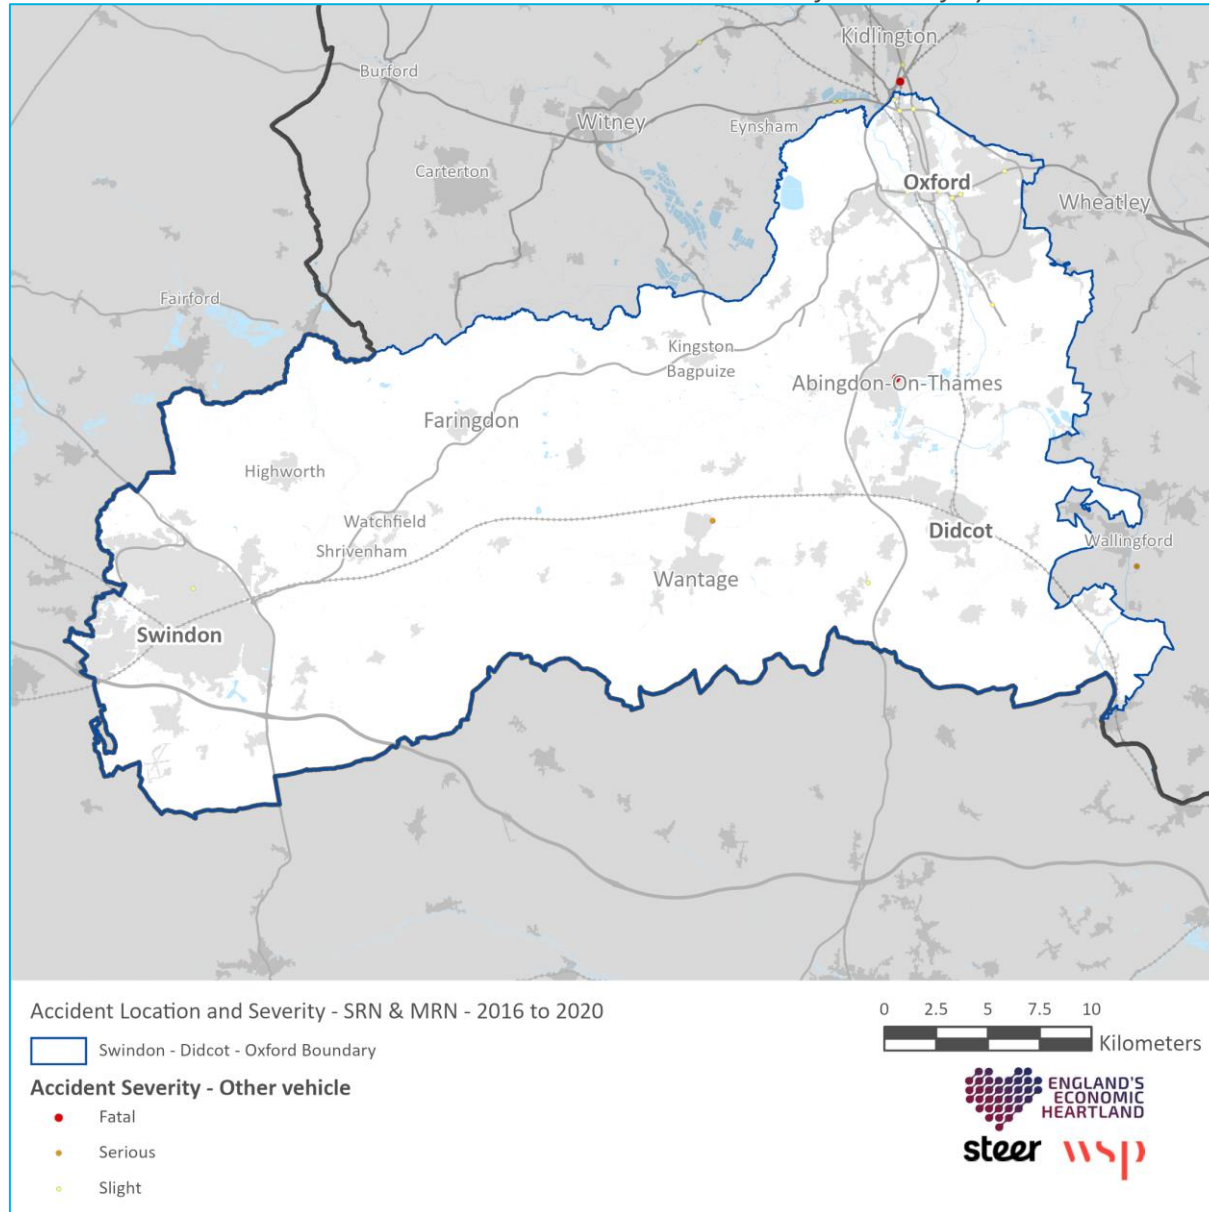 Kidlington
Burford
Witney
Eynsham
Carterton
Oxford
Wheatley
Fairford
Kingston
Bagpuize
Abingdon-On-Thames
Faringdon
Highworth
Watchfield
Shrivenham
Didcot
Wallingford
Wantage
Swindon
Accident Location and Severity - SRN & MRN - 2016 to 2020
Swindon - Didcot - Oxford Boundary
Accident Severity - Other vehicle
Fatal
Serious
Slight
0 2.5 5 7.5 10
Kilometers
ENGLAND'S
ECONOMIC
HEARTLAND
steer wsp